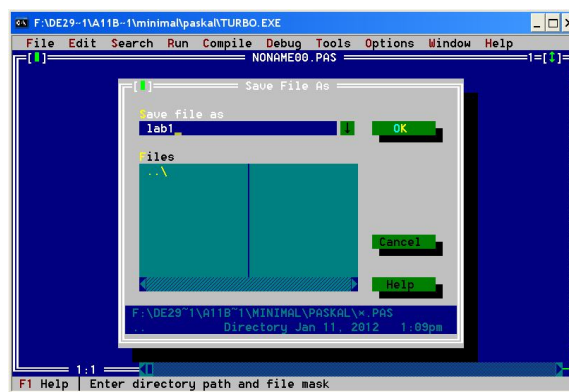 F:\DE29~1\A11B~1\minimal\paskal\TURBO.EXE
File Edit Search Run Compile Debug Tools Options Window Help
[■] NONAME00.PAS 1=[↕]
[■] Save File As
Save file as
lab1_ ↓ OK
Files
..\
Cancel
Help
F:\DE29~1\A11B~1\MINIMAL\PASKAL\*.PAS
.. Directory Jan 11, 2012 1:09pm
1:1
F1 Help | Enter directory path and file mask